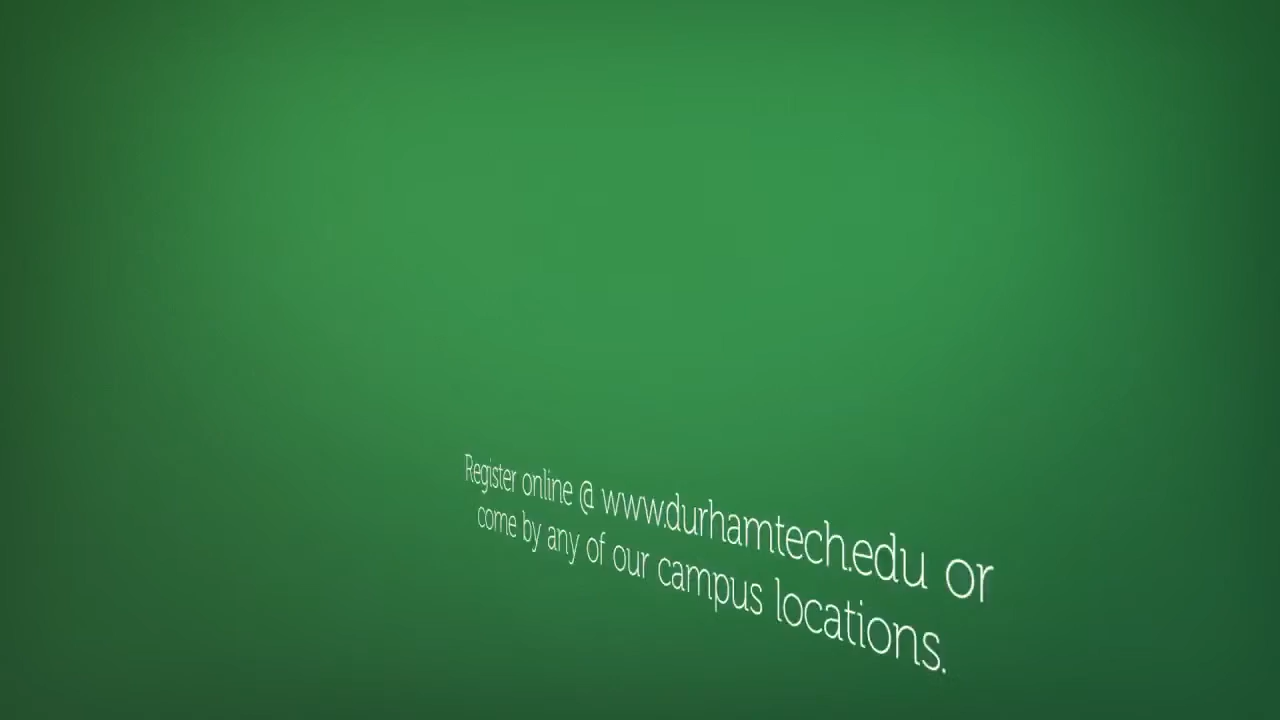 Register online @ www.durhamtech.edu or
come by any of our campus locations.